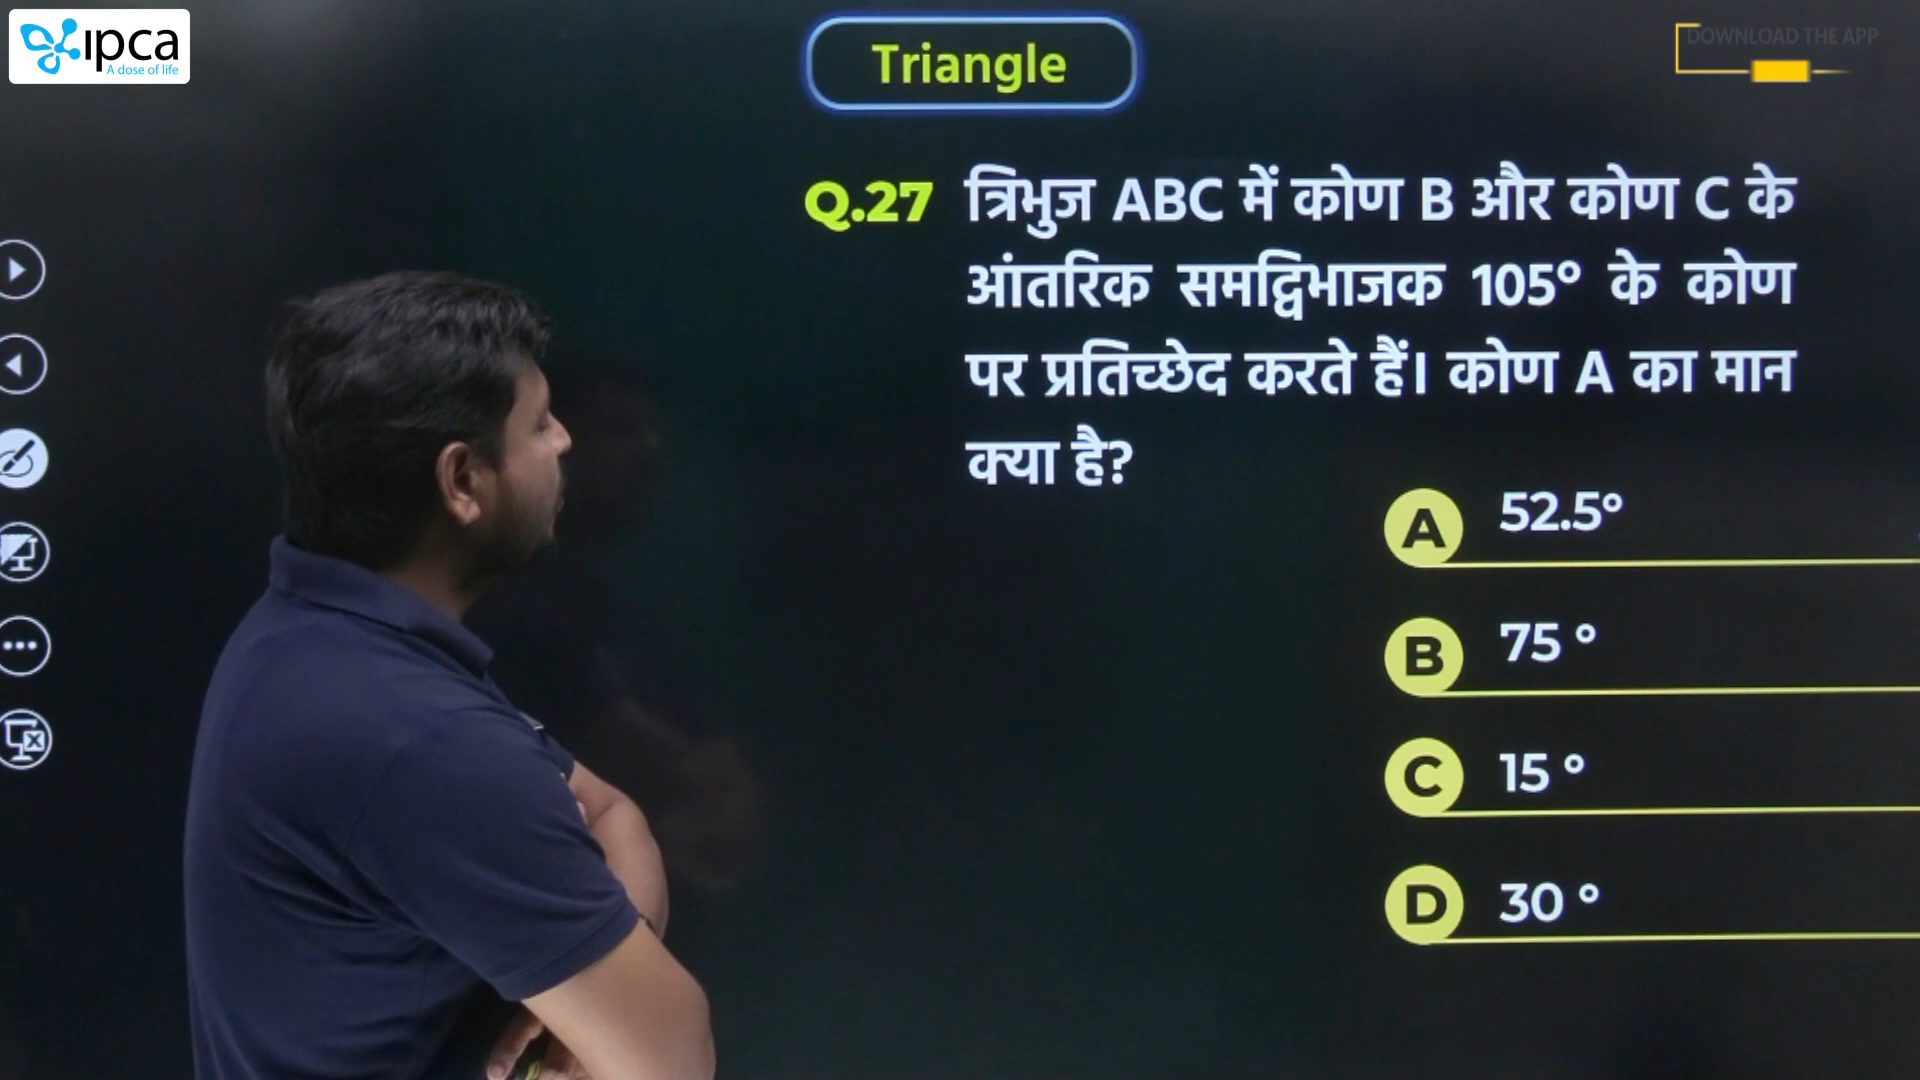 ipca
A dose of life
Triangle
DOWNLOAD THE APP
Q.27 त्रिभुज ABC में कोण B और कोण C के
आंतरिक समद्विभाजक 105° के कोण
पर प्रतिच्छेद करते हैं। कोण A का मान
क्या है?
A 52.5°
B 75 °
C 15 °
D 30 °